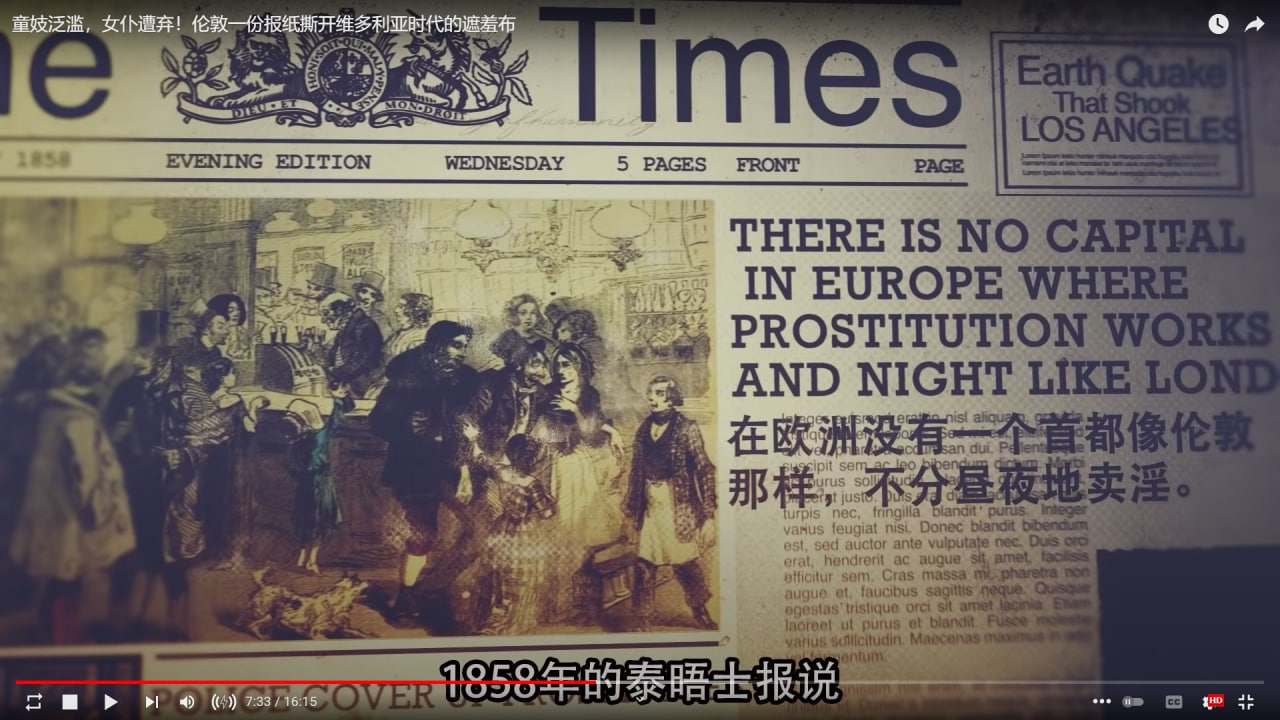 童妓泛滥，女仆遭弃！伦敦一份报纸撕开维多利亚时代的遮羞布
Times
DIEU · ET MON · DROIT
1858
EVENING EDITION WEDNESDAY 5 PAGES FRONT PAGE
Earth Quake
That Shook
LOS ANGELES
THERE IS NO CAPITAL
IN EUROPE WHERE
PROSTITUTION WORKS
AND NIGHT LIKE LOND
在欧洲没有一个首都像伦敦
那样，不分昼夜地卖淫。
turpis nec, fringilla blandit purus. Integer
varius feugiat nisi. Donec blandit bibendum
est, sed auctor ante vulputate nec. Duis orci
erat, hendrerit ac augue sit amet, facilisis
efficitur sem. Cras massa mi, pharetra non
augue et, faucibus sagittis neque. Quisque
egestas tristique orci sit amet lacinia. Etiam
laoreet ut purus et blandit. Fusce molestie
varius sollicitudin. Maecenas maximus in
vel fermentum.
POLICE COVER
1858年的泰晤士报说
7:33 / 16:15
CC
HD